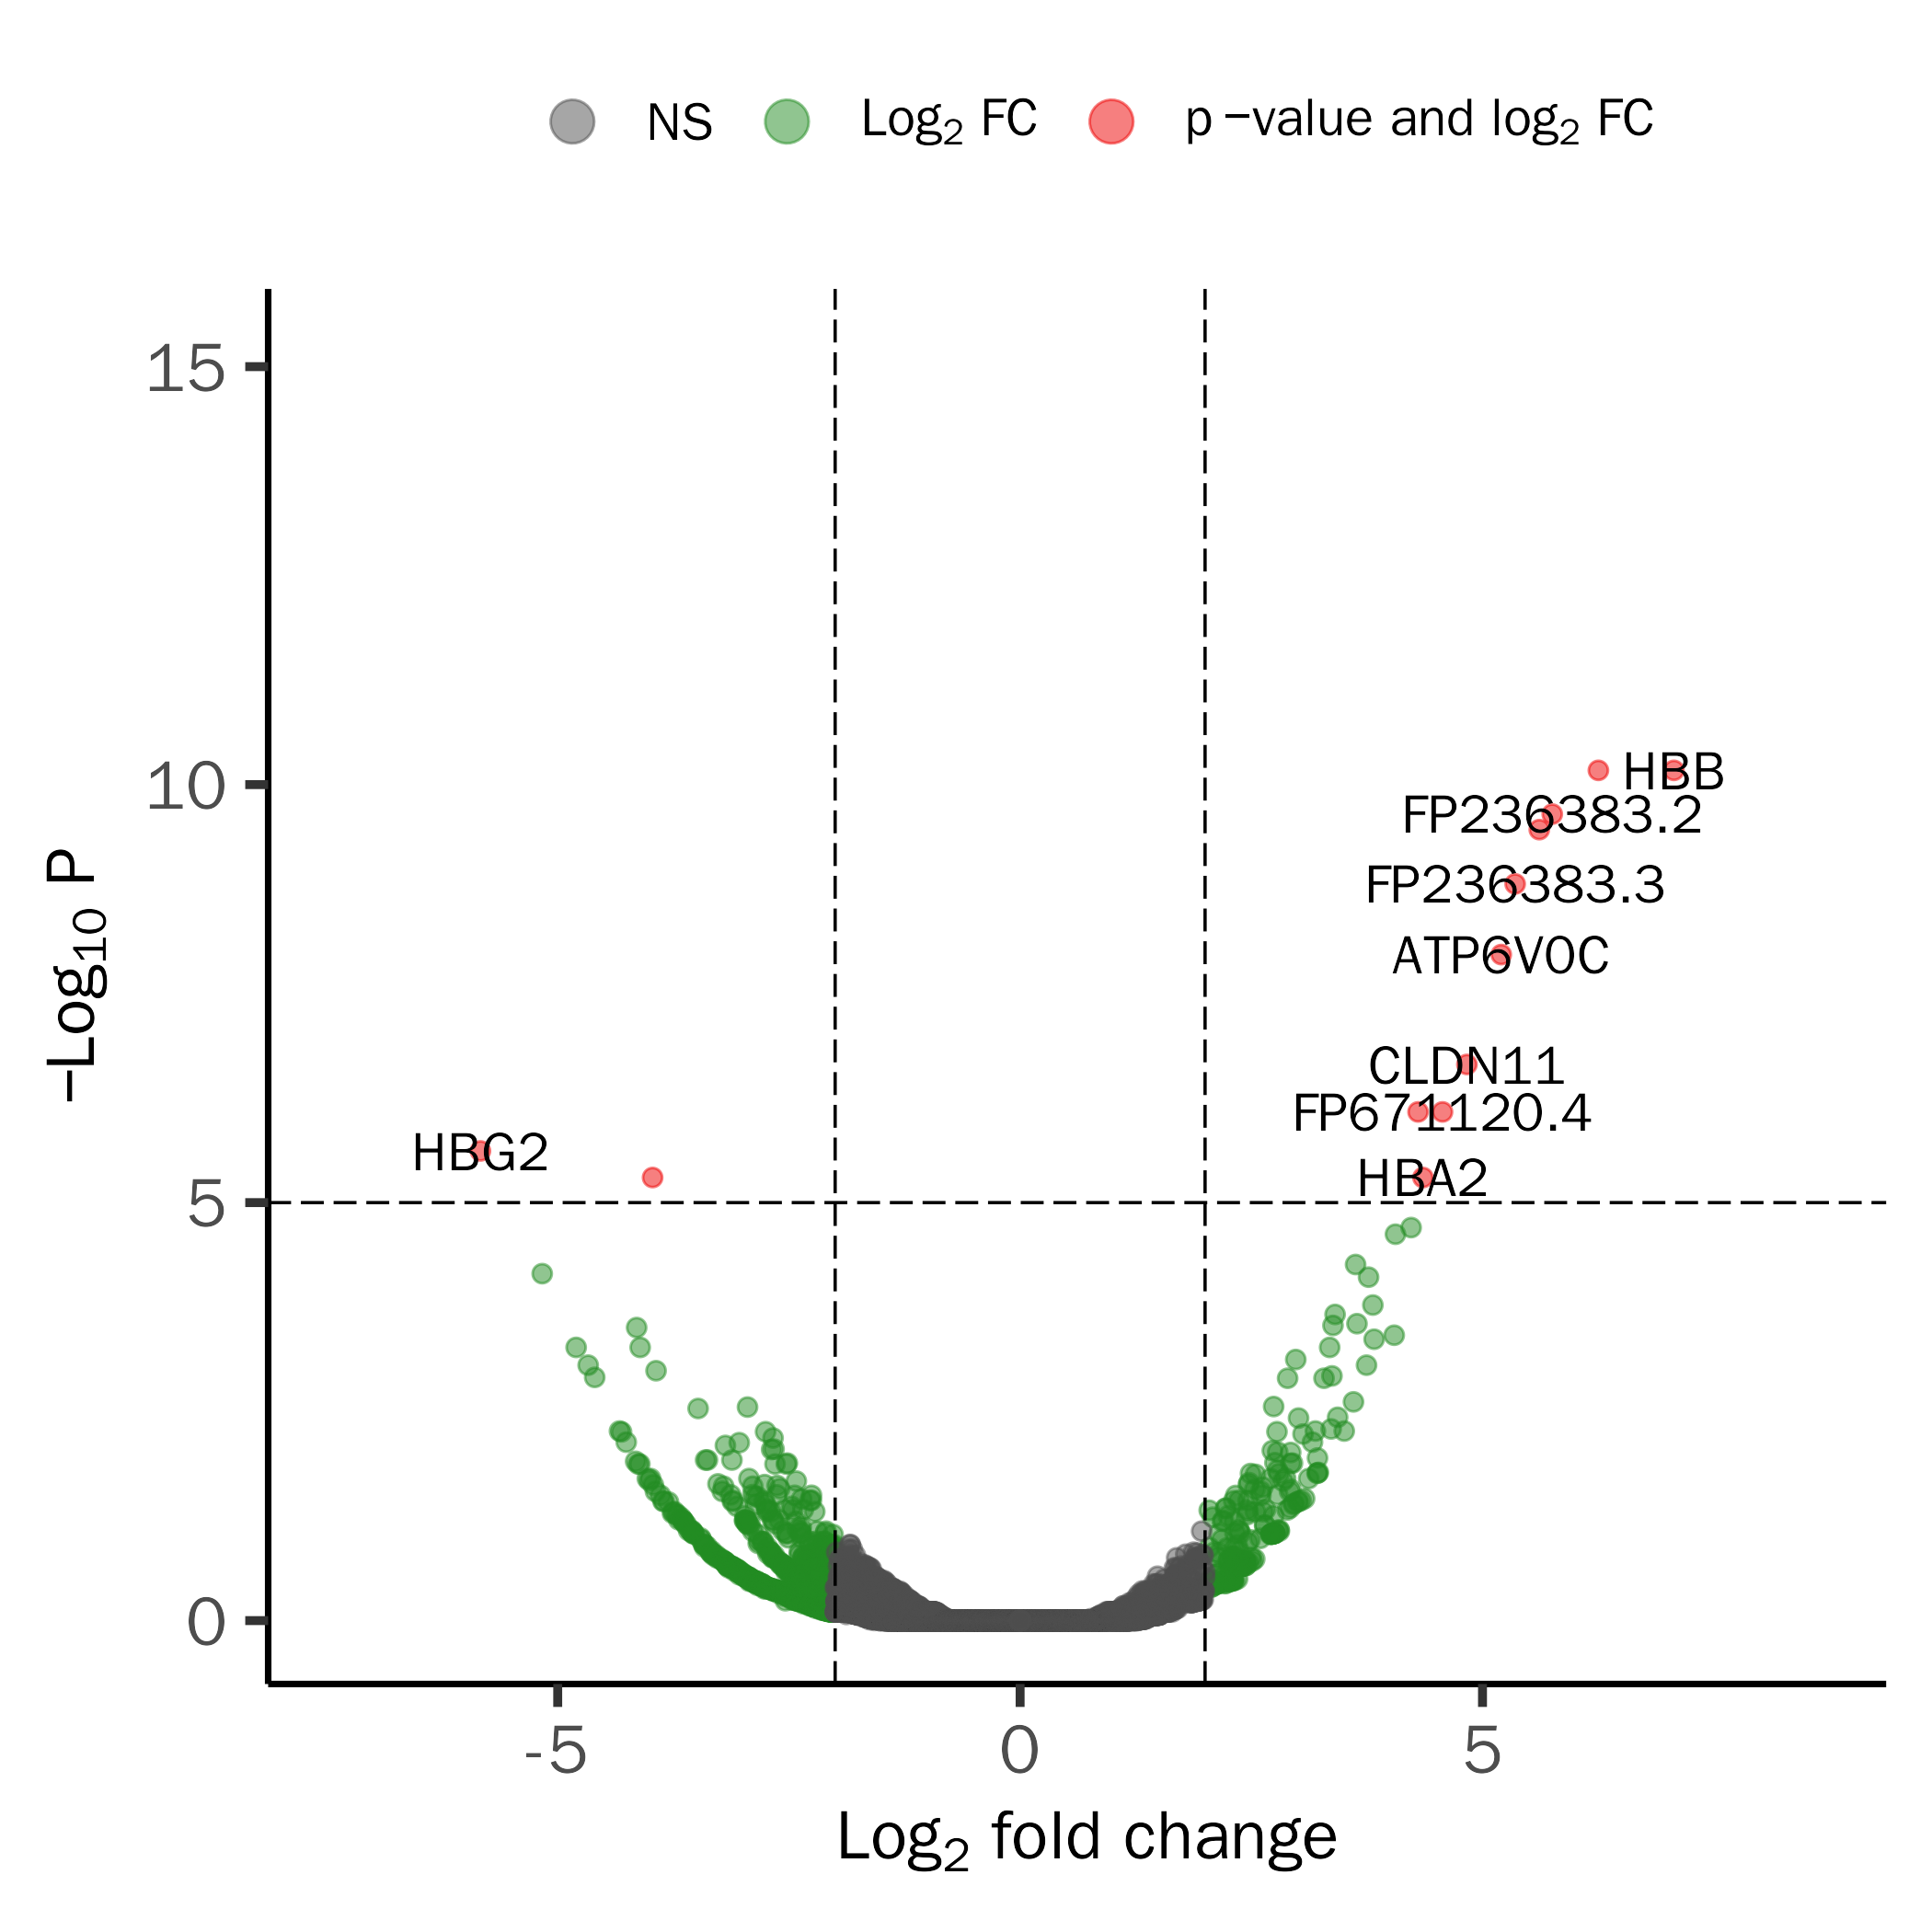 NS Log2 FC p −value and log2 FC
15
10
5
0
−Log10 P
HBB
FP236383.2
FP236383.3
ATP6V0C
CLDN11
FP671120.4
HBG2
HBA2
-5 0 5
Log2 fold change